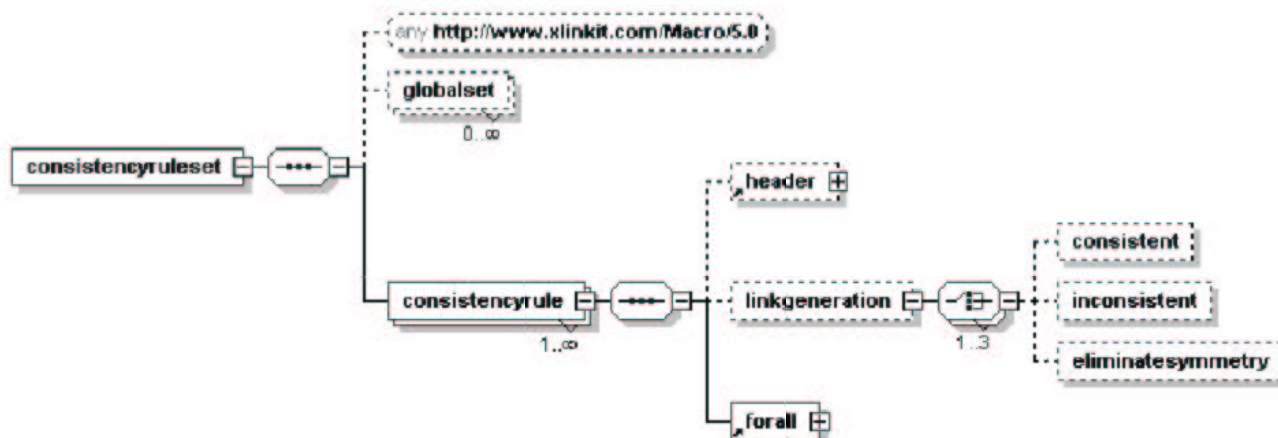 any http://www.xlinkit.com/Macro/5.0
globalset
0..∞
consistencyruleset
header
consistent
consistencyrule
1..∞
linkgeneration
1..3
inconsistent
eliminatesymmetry
forall